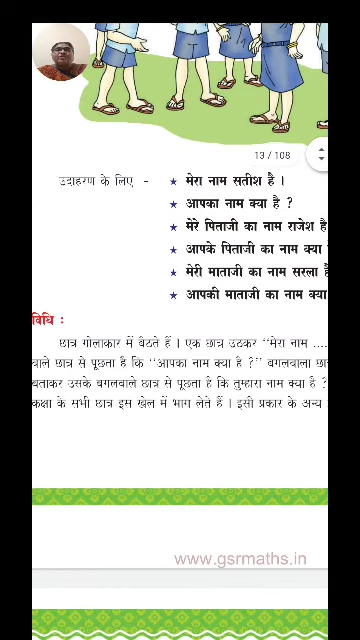 13 / 108
उदाहरण के लिए - ★ मेरा नाम सतीश है ।
★ आपका नाम क्या है ?
★ मेरे पिताजी का नाम राजेश है
★ आपके पिताजी का नाम क्या
★ मेरी माताजी का नाम सरला है
★ आपकी माताजी का नाम क्या
विधि :
छात्र गोलाकार में बैठते हैं । एक छात्र उठकर “मेरा नाम ....
वाले छात्र से पूछता है कि “आपका नाम क्या है ?” बगलवाला
बताकर उसके बगलवाले छात्र से पूछता है कि तुम्हारा नाम क्या है ?
कक्षा के सभी छात्र इस खेल में भाग लेते हैं । इसी प्रकार के अन्य
www.gsrmaths.in